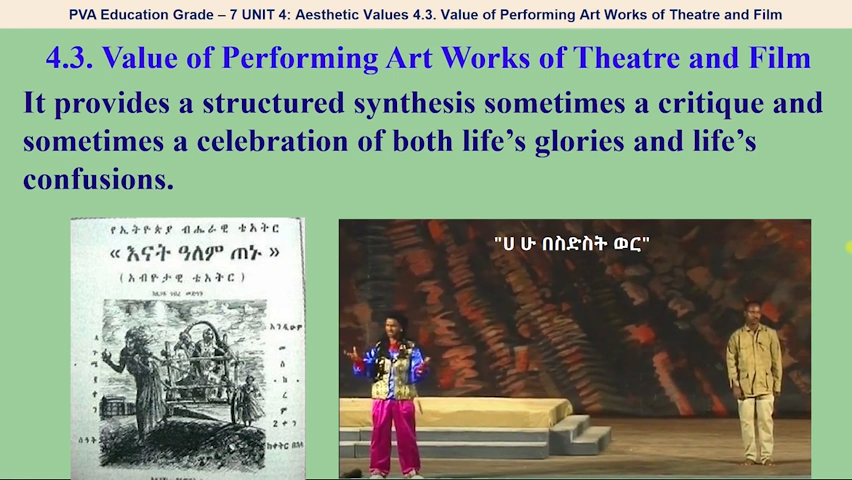 PVA Education Grade – 7 UNIT 4: Aesthetic Values 4.3. Value of Performing Art Works of Theatre and Film
4.3. Value of Performing Art Works of Theatre and Film
It provides a structured synthesis sometimes a critique and
sometimes a celebration of both life’s glories and life’s
confusions.
የኢትዮጵያ ብሔራዊ ቴአትር
« እናት ዓለም ጠኑ »
( አብዮታዊ ቴአትር )
"ሀ ሁ በስድስት ወር"